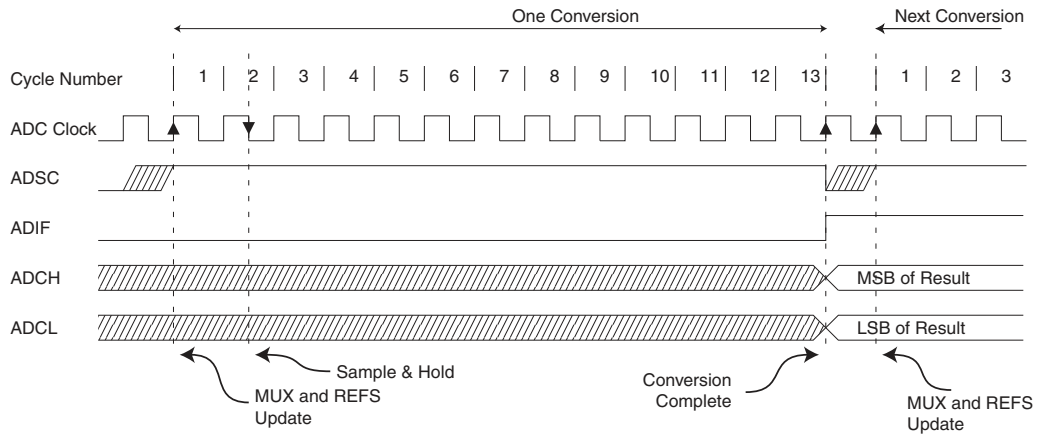 One Conversion
Next Conversion
Cycle Number 1 2 3 4 5 6 7 8 9 10 11 12 13 1 2 3
ADC Clock
ADSC
ADIF
ADCH MSB of Result
ADCL LSB of Result
Sample & Hold
MUX and REFS
Update
Conversion
Complete
MUX and REFS
Update